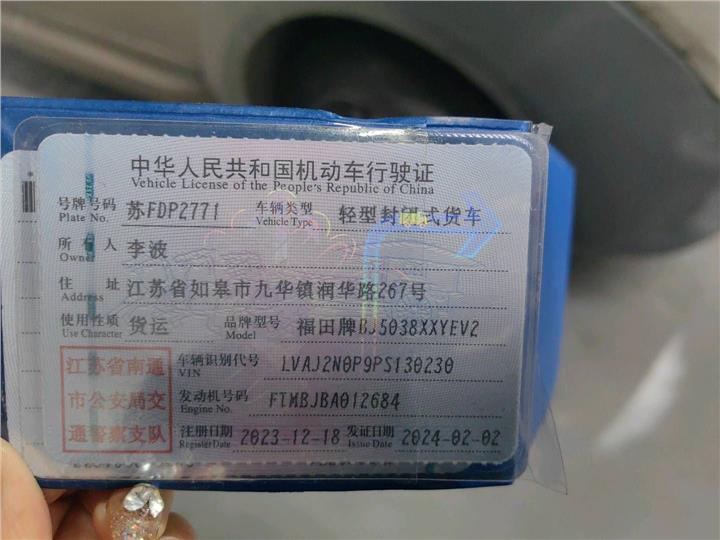 中华人民共和国机动车行驶证
Vehicle License of the People's Republic of China
号牌号码 苏FDP2771 车辆类型 轻型封闭式货车
Plate No. Vehicle Type
所有人 李波
Owner
住址 江苏省如皋市九华镇润华路267号
Address
使用性质 货运 品牌型号 福田牌BJ5038XXYEV2
Use Character Model
江苏省南通
市公安局交
通警察支队
车辆识别代号 LVAJ2N0P9PS130230
VIN
发动机号码 FTMBJBA012684
Engine No.
注册日期 2023-12-18 发证日期 2024-02-02
Register Date Issue Date